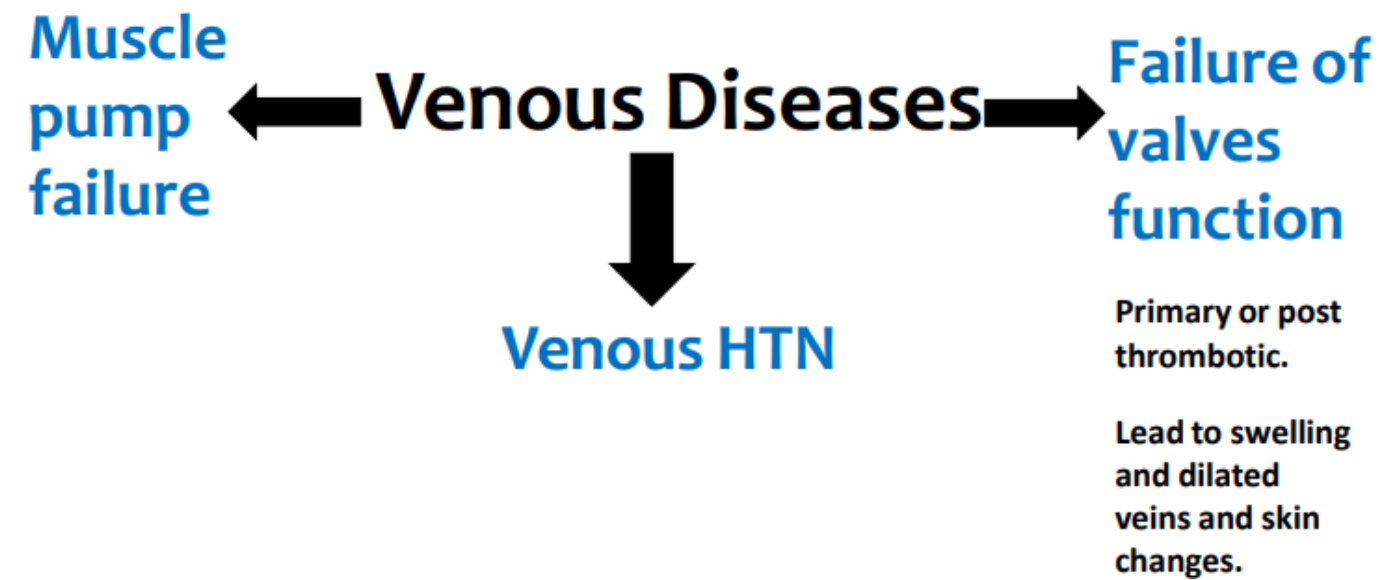 Muscle
pump
failure
Venous Diseases
Failure of
valves
function
Venous HTN
Primary or post
thrombotic.
Lead to swelling
and dilated
veins and skin
changes.